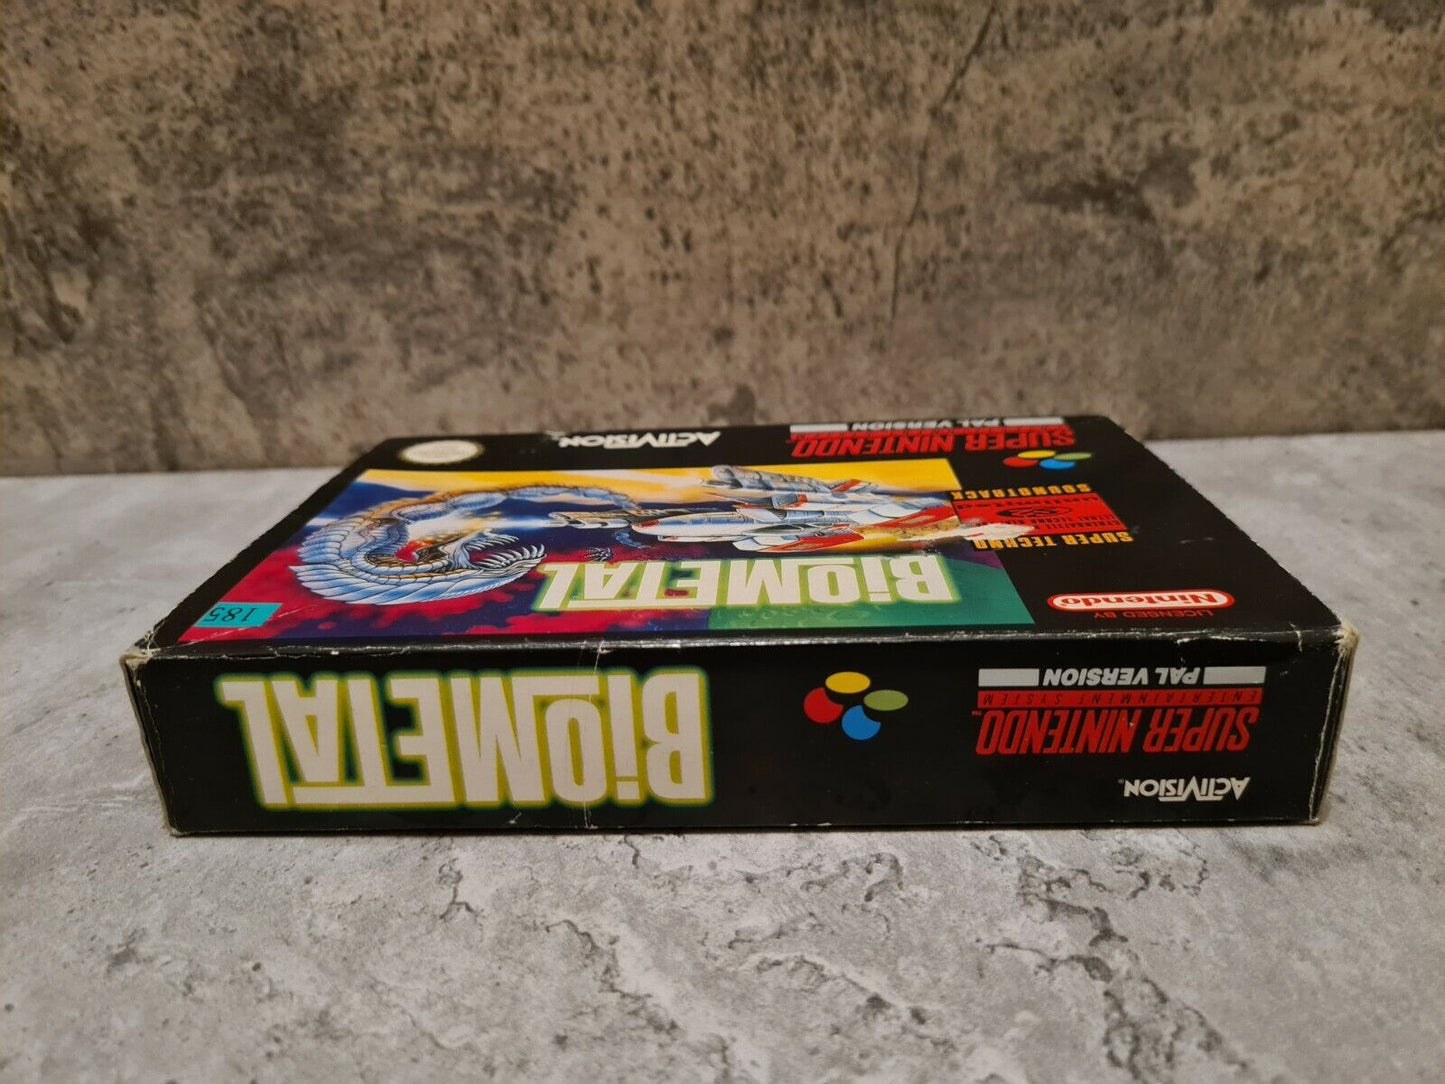 ACTIVISION
SUPER NINTENDO
PAL VERSION
SUPER TECHNO
SOUNDTRACK
BIOMETAL
LICENSED BY
Nintendo
185
BIOMETAL
PAL VERSION
ENTERTAINMENT SYSTEM
SUPER NINTENDO™
ACTIVISION®